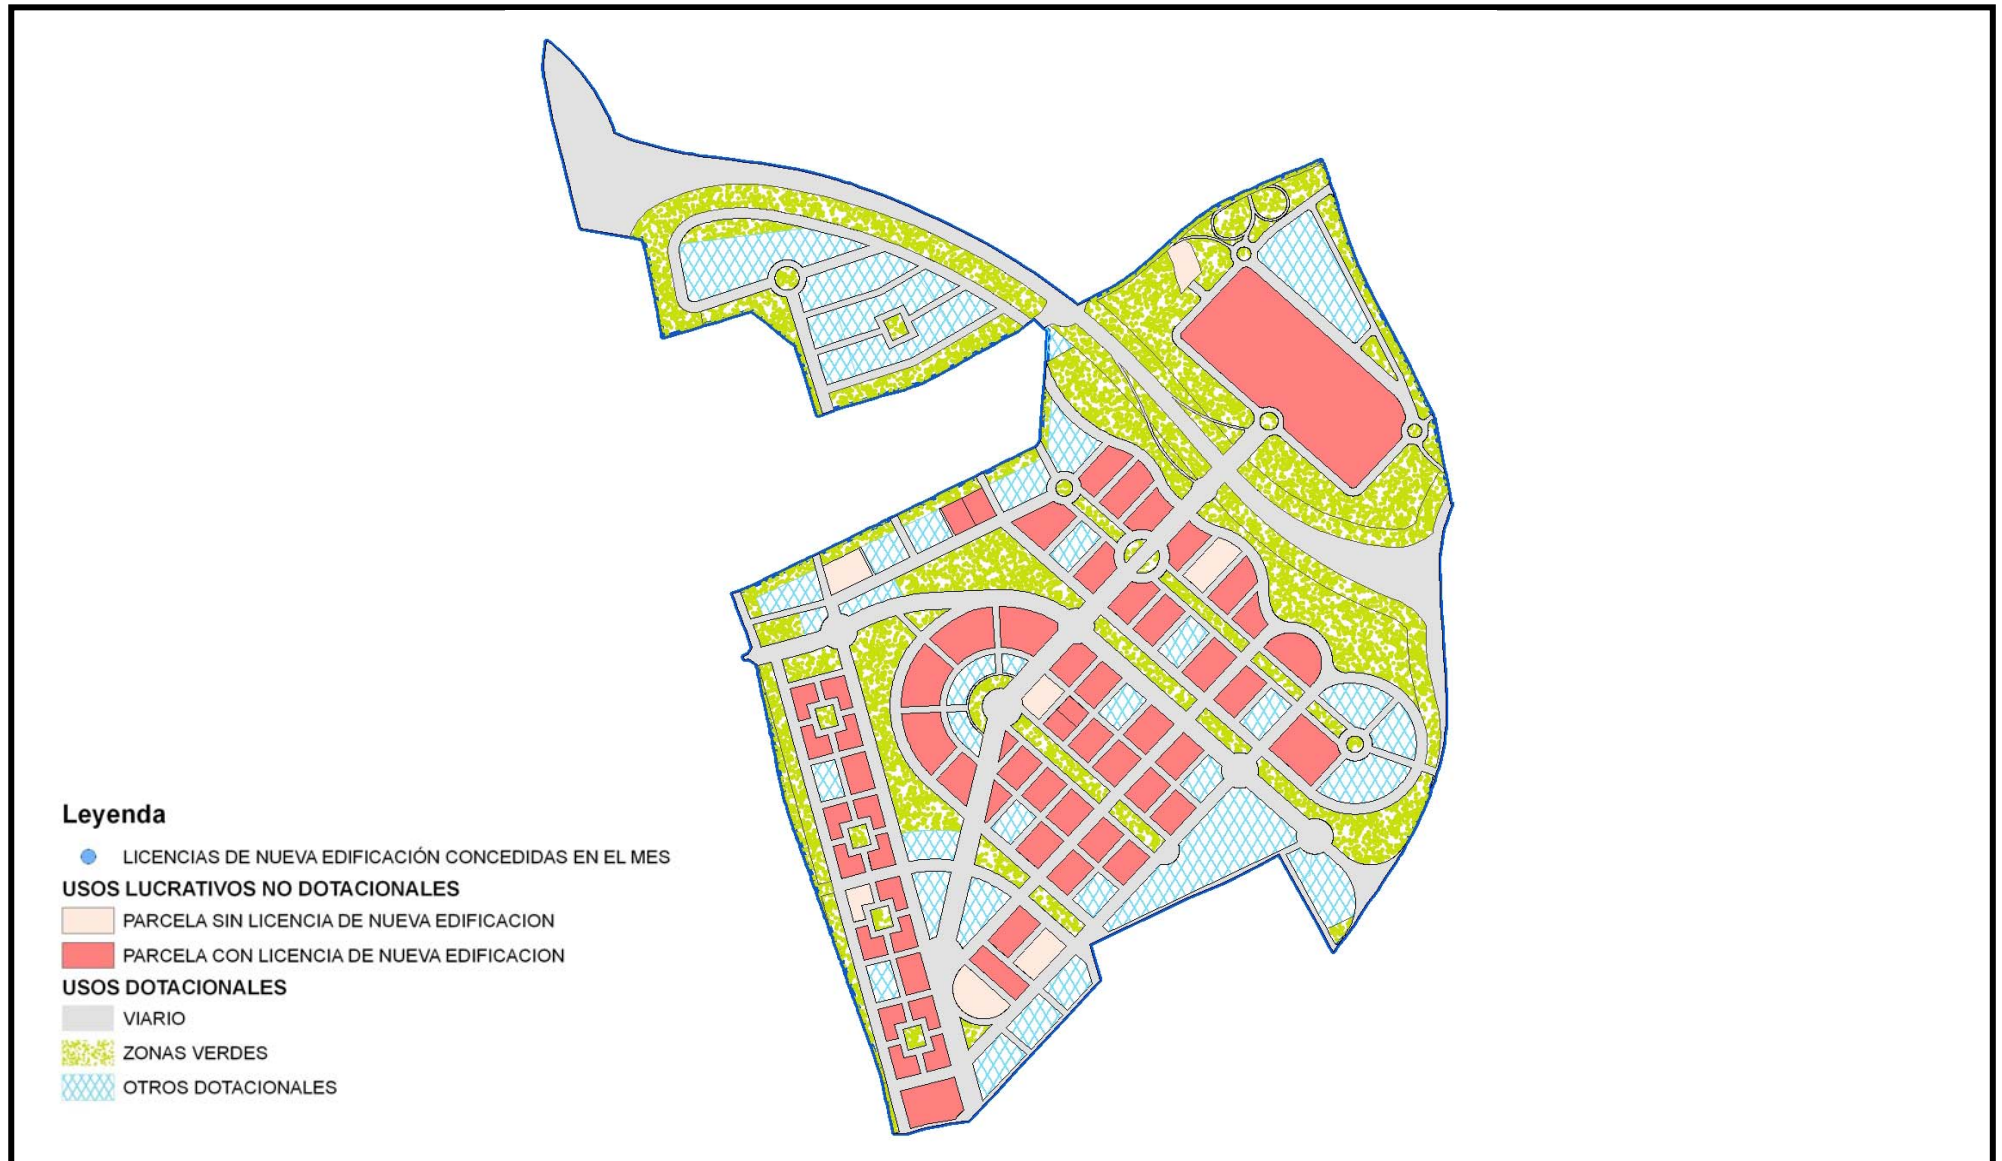 Leyenda
LICENCIAS DE NUEVA EDIFICACIÓN CONCEDIDAS EN EL MES
USOS LUCRATIVOS NO DOTACIONALES
PARCELA SIN LICENCIA DE NUEVA EDIFICACION
PARCELA CON LICENCIA DE NUEVA EDIFICACION
USOS DOTACIONALES
VIARIO
ZONAS VERDES
OTROS DOTACIONALES